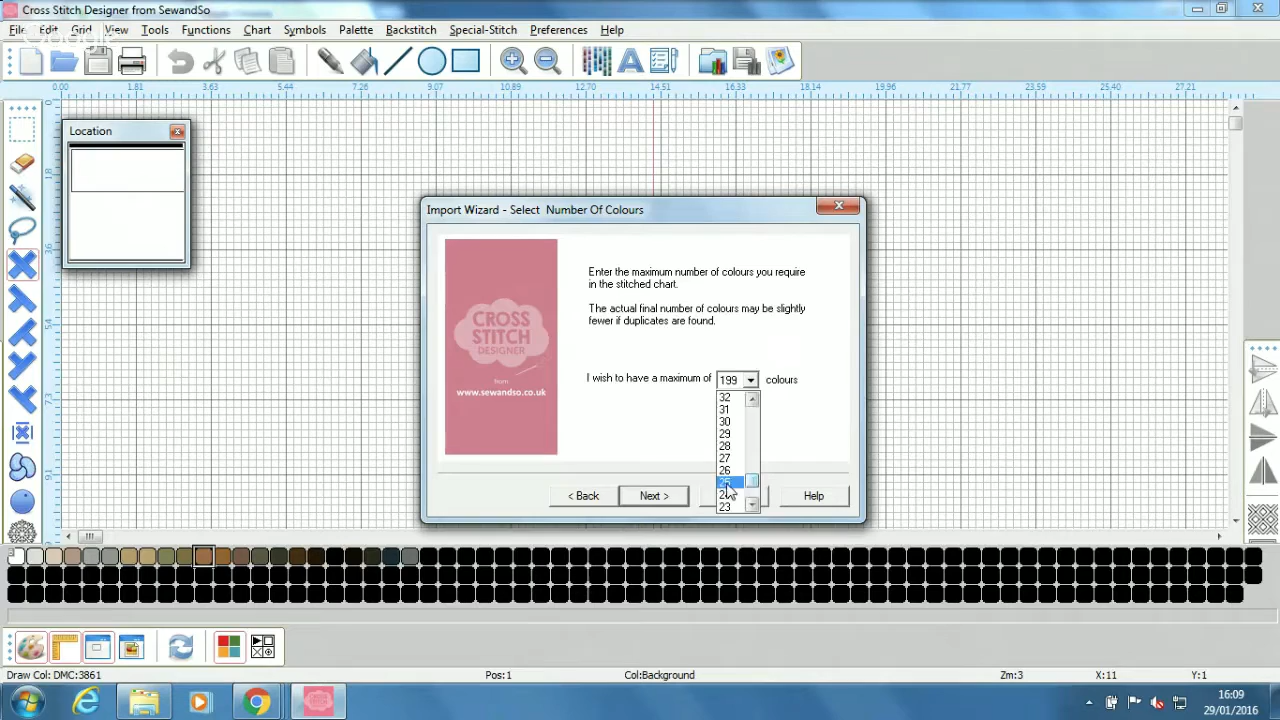 Cross Stitch Designer from SewandSo
File Edit Grid View Tools Functions Chart Symbols Palette Backstitch Special-Stitch Preferences Help
0.00 1.81 3.63 5.44 7.26 9.07 10.89 12.70 14.51 16.33 18.14 19.96 21.77 23.59 25.40 27.21
Location
Import Wizard - Select Number Of Colours
Enter the maximum number of colours you require
in the stitched chart.
The actual final number of colours may be slightly
fewer if duplicates are found.
CROSS
STITCH
DESIGNER
from
www.sewandso.co.uk
I wish to have a maximum of 199 colours
32
31
30
29
28
27
26
25
24
23
< Back Next > Help
Draw Col: DMC:3861 Pos:1 Col:Background Zm:3 X:11 Y:1
16:09
29/01/2016